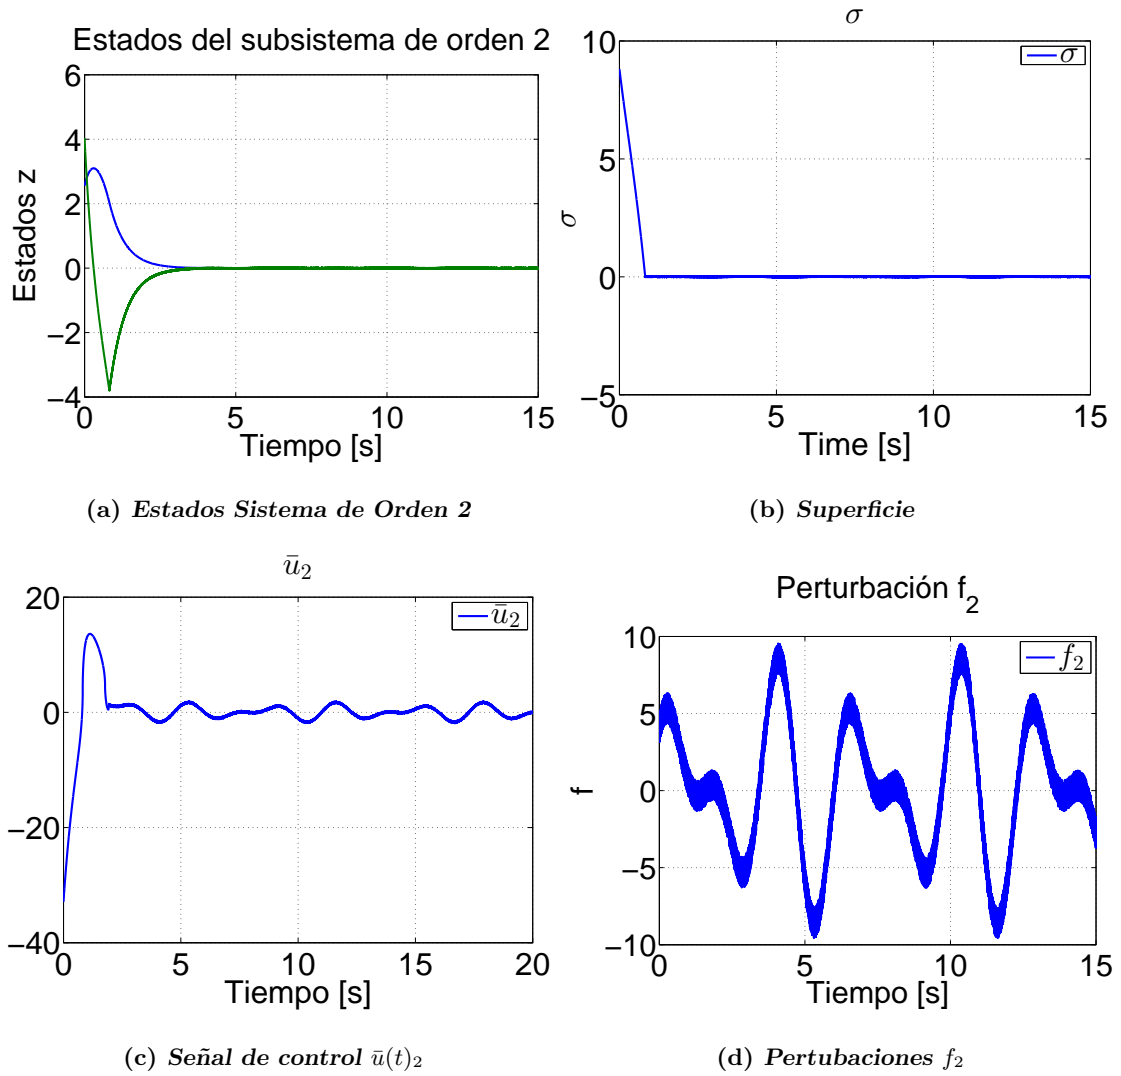 Estados del subsistema de orden 2
6
4
2
0
−2
−4
Estados z
0
5
10
15
Tiempo [s]
(a) Estados Sistema de Orden 2
σ
10
5
0
−5
σ
σ
0
5
10
15
Time [s]
(b) Superficie
ū₂
20
0
−20
−40
ū₂
0
5
10
15
20
Tiempo [s]
(c) Señal de control ū(t)₂
Perturbación f₂
10
5
0
−5
−10
f
f₂
0
5
10
15
Tiempo [s]
(d) Pertubaciones f₂